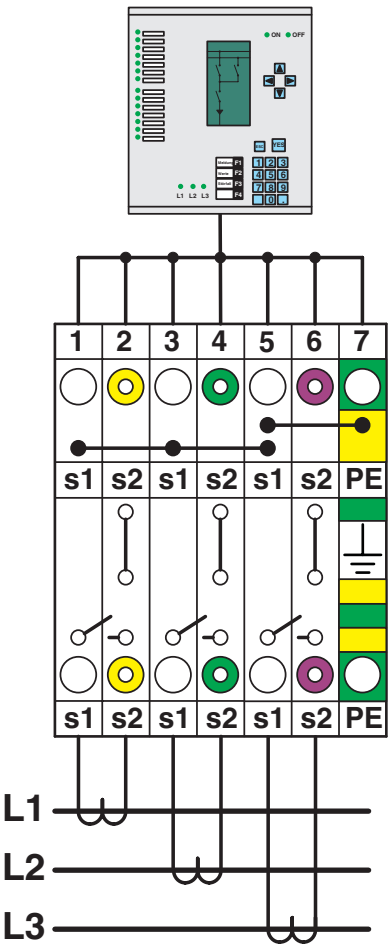 ON OFF
ESC YES
F1
F2
F3
F4
1 2 3
4 5 6
7 8 9
0 .
L1 L2 L3
1 2 3 4 5 6 7
s1 s2 s1 s2 s1 s2 PE
s1 s2 s1 s2 s1 s2 PE
L1
L2
L3